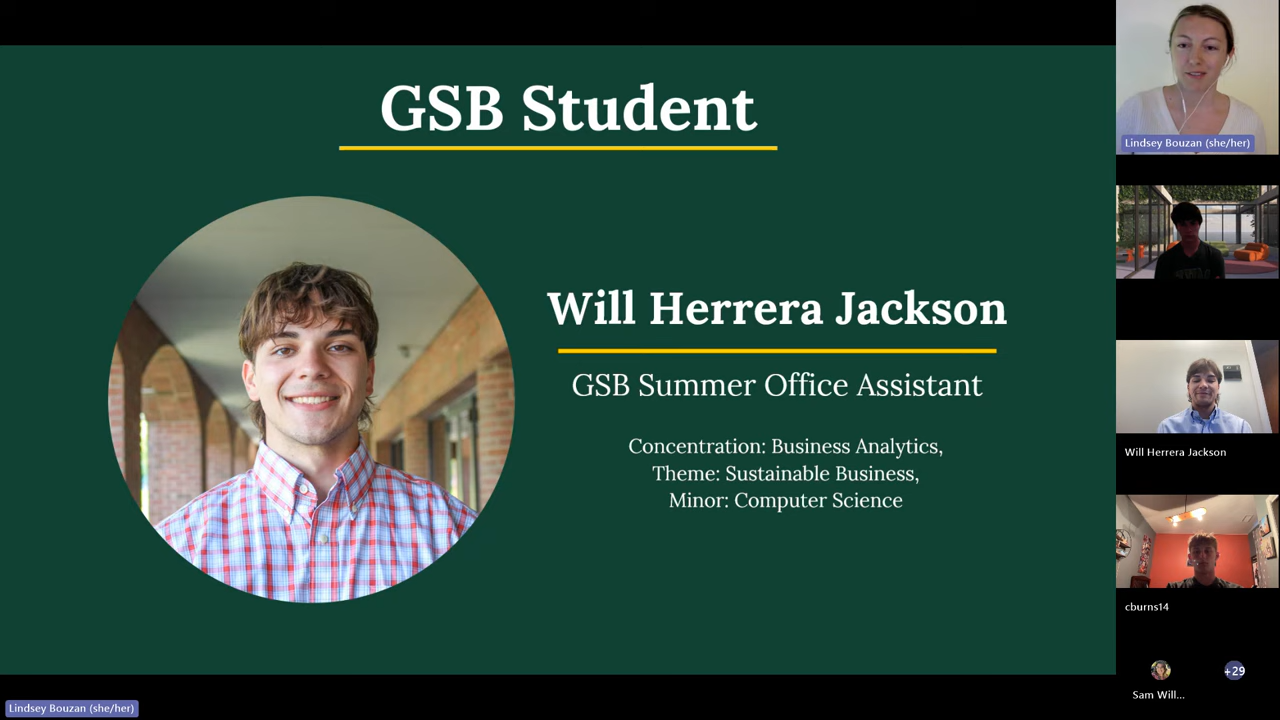 GSB Student
Will Herrera Jackson
GSB Summer Office Assistant
Concentration: Business Analytics,
Theme: Sustainable Business,
Minor: Computer Science
Lindsey Bouzan (she/her)
Lindsey Bouzan (she/her)
Will Herrera Jackson
cburns14
+29
Sam Will...